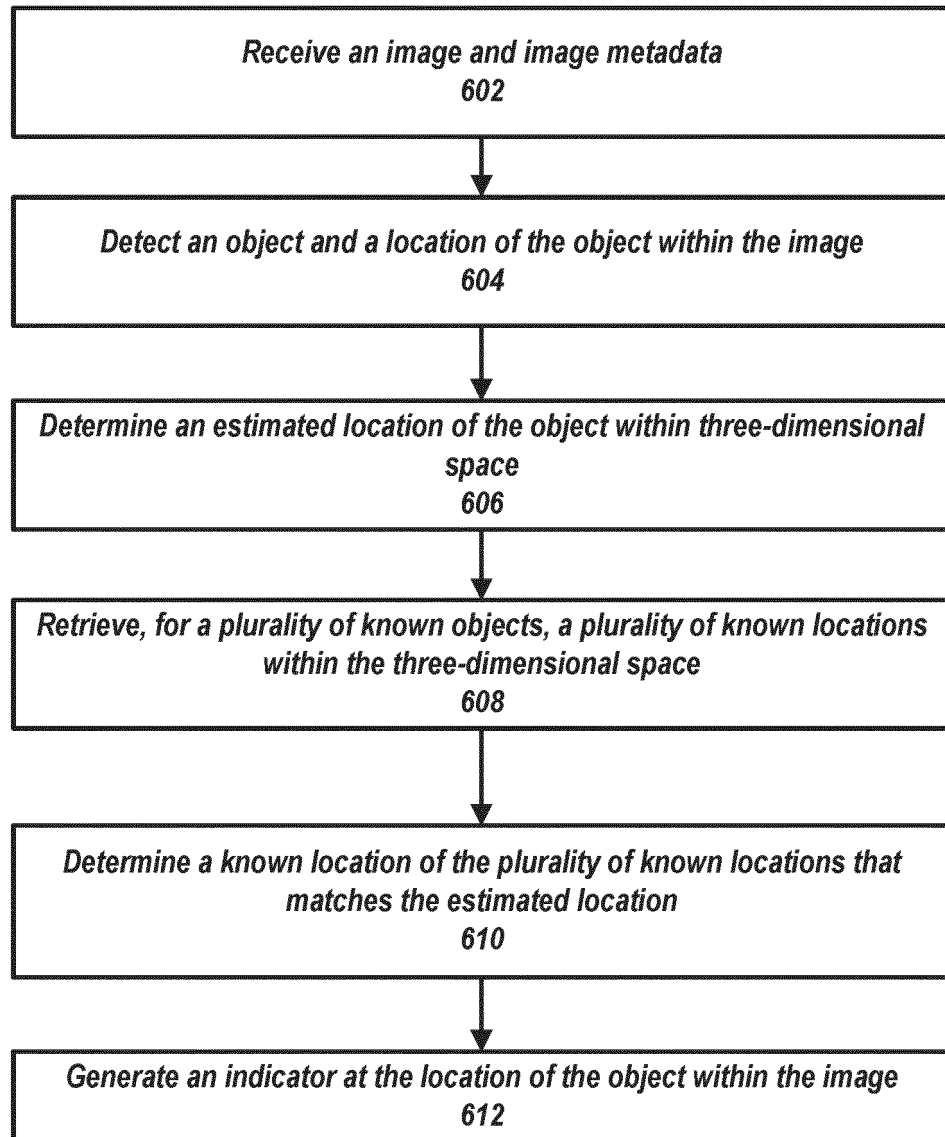 Receive an image and image metadata
602
Detect an object and a location of the object within the image
604
Determine an estimated location of the object within three-dimensional
space
606
Retrieve, for a plurality of known objects, a plurality of known locations
within the three-dimensional space
608
Determine a known location of the plurality of known locations that
matches the estimated location
610
Generate an indicator at the location of the object within the image
612